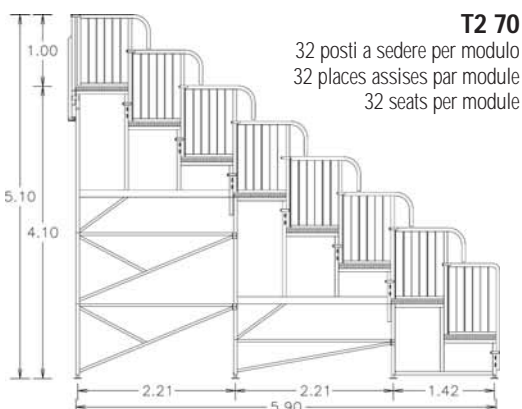 T2 70
32 posti a sedere per modulo
32 places assises par module
32 seats per module
1.00
5.10
4.10
2.21
2.21
1.42
5.90